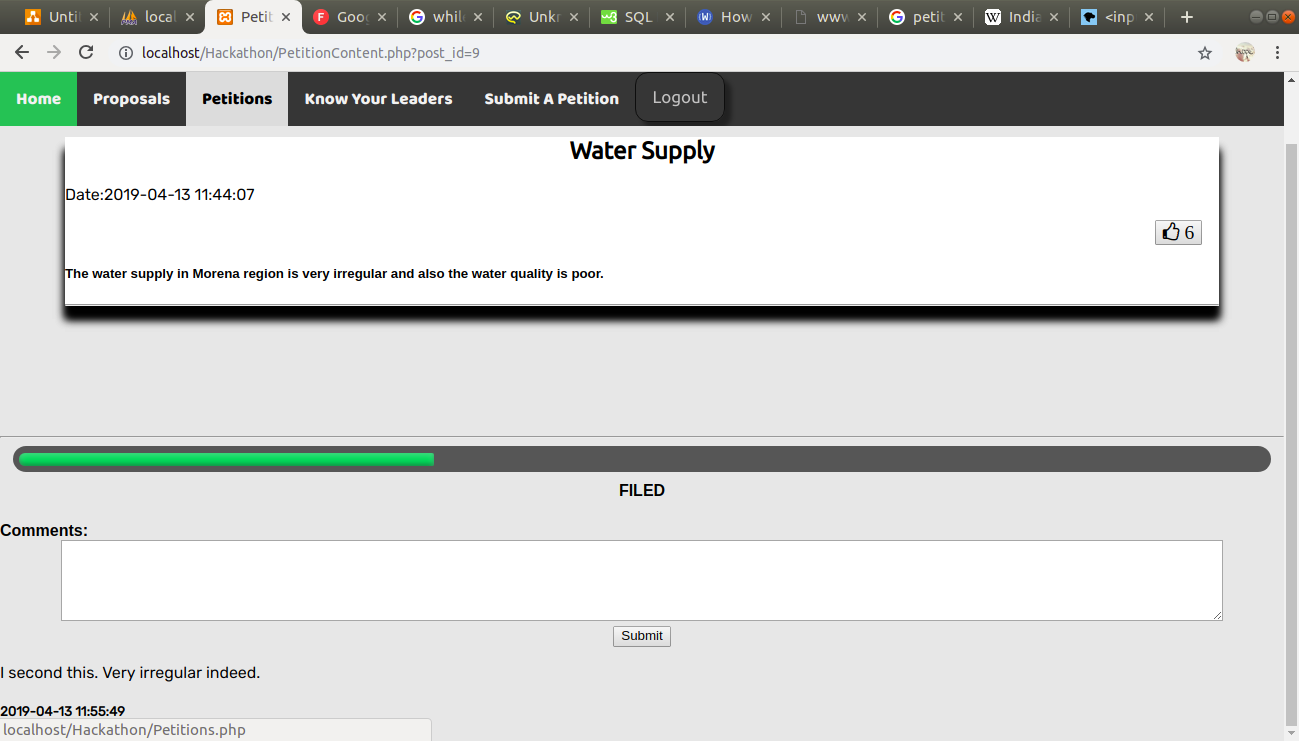 Unti local Petit Goog while Unkn SQL How www petit India <inp
localhost/Hackathon/PetitionContent.php?post_id=9
Home Proposals Petitions Know Your Leaders Submit A Petition Logout
Water Supply
Date:2019-04-13 11:44:07
6
The water supply in Morena region is very irregular and also the water quality is poor.
FILED
Comments:
Submit
I second this. Very irregular indeed.
2019-04-13 11:55:49
localhost/Hackathon/Petitions.php